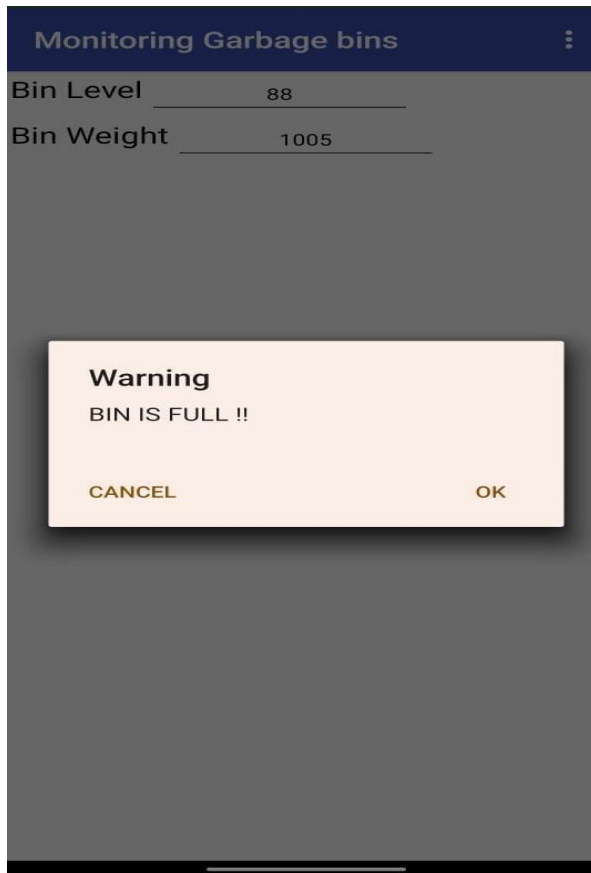 Monitoring Garbage bins
Bin Level 88
Bin Weight 1005
Warning
BIN IS FULL !!
CANCEL OK